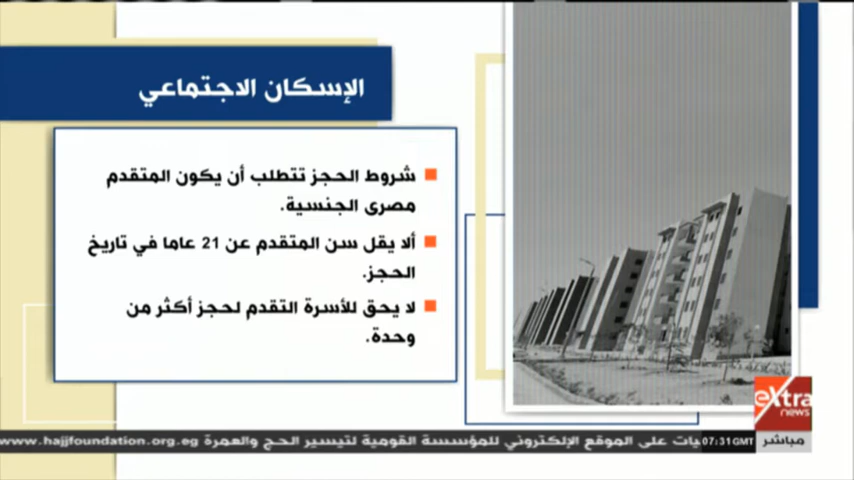 الإسكان الاجتماعي
شروط الحجز تتطلب أن يكون المتقدم
مصرى الجنسية.
ألا يقل سن المتقدم عن 21 عاما في تاريخ
الحجز.
لا يحق للأسرة التقدم لحجز أكثر من
وحدة.
eXtra
news
مباشر
07:31 GMT
يات على الموقع الإلكتروني للمؤسسة القومية لتيسير الحج والعمرة www.hajjfoundation.org.eg